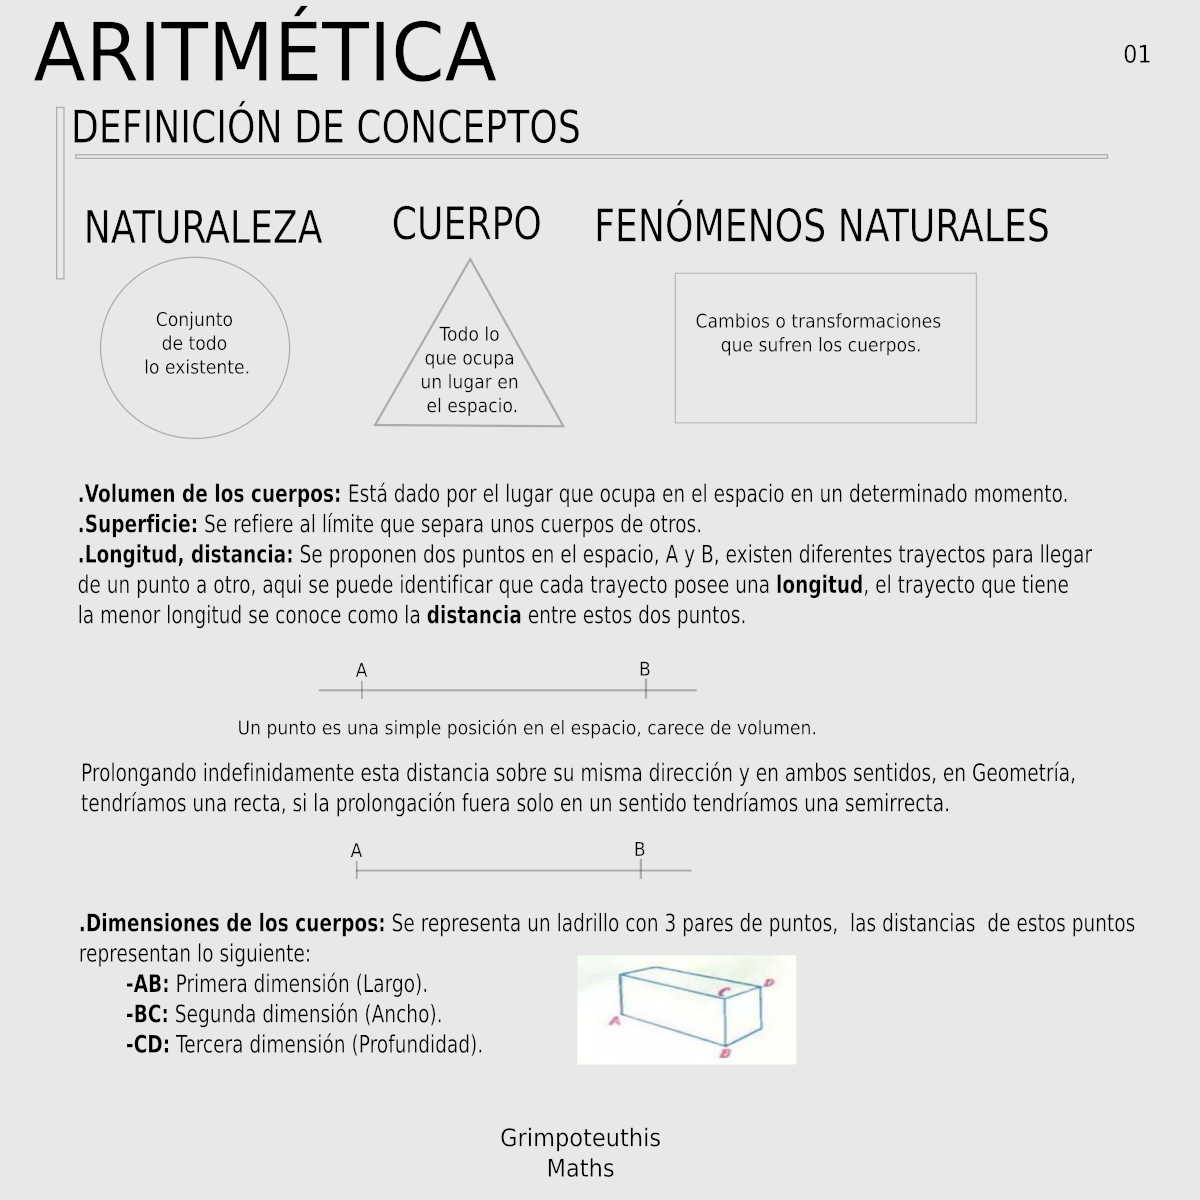 ARITMÉTICA
01
DEFINICIÓN DE CONCEPTOS
NATURALEZA
Conjunto
de todo
lo existente.
CUERPO
Todo lo
que ocupa
un lugar en
el espacio.
FENÓMENOS NATURALES
Cambios o transformaciones
que sufren los cuerpos.
.Volumen de los cuerpos: Está dado por el lugar que ocupa en el espacio en un determinado momento.
.Superficie: Se refiere al límite que separa unos cuerpos de otros.
.Longitud, distancia: Se proponen dos puntos en el espacio, A y B, existen diferentes trayectos para llegar
de un punto a otro, aqui se puede identificar que cada trayecto posee una longitud, el trayecto que tiene
la menor longitud se conoce como la distancia entre estos dos puntos.
A B
Un punto es una simple posición en el espacio, carece de volumen.
Prolongando indefinidamente esta distancia sobre su misma dirección y en ambos sentidos, en Geometría,
tendríamos una recta, si la prolongación fuera solo en un sentido tendríamos una semirrecta.
A B
.Dimensiones de los cuerpos: Se representa un ladrillo con 3 pares de puntos, las distancias de estos puntos
representan lo siguiente:
-AB: Primera dimensión (Largo).
-BC: Segunda dimensión (Ancho).
-CD: Tercera dimensión (Profundidad).
C D
A
B
Grimpoteuthis
Maths